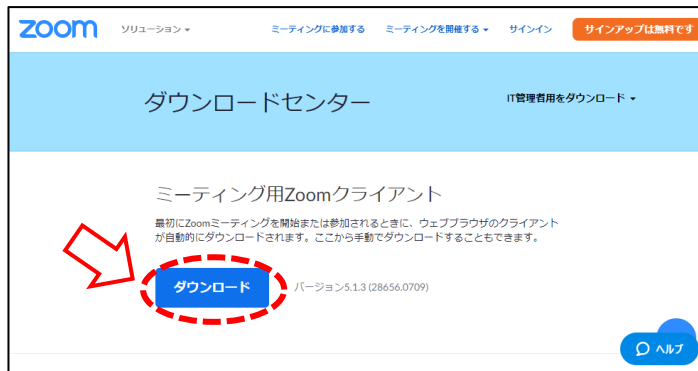 zoom ソリューション ミーティングに参加する ミーティングを開催する サインイン サインアップは無料です
ダウンロードセンター
IT管理者用をダウンロード
ミーティング用Zoomクライアント
最初にZoomミーティングを開始または参加されるときに、ウェブブラウザのクライアント
が自動的にダウンロードされます。ここから手動でダウンロードすることもできます。
ダウンロード
バージョン5.1.3 (28656.0709)
ヘルプ